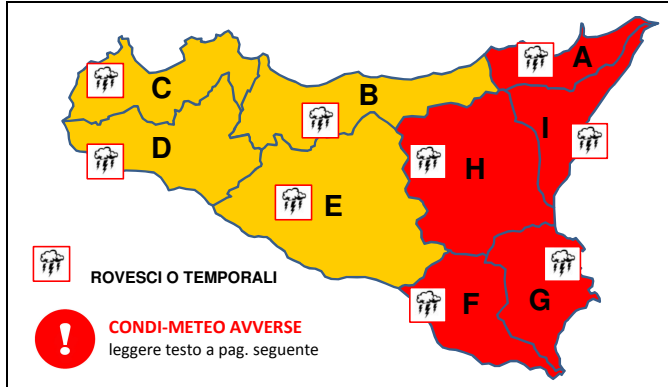 A
C
B
I
D
H
E
F
G
ROVESCI O TEMPORALI
CONDI-METEO AVVERSE
leggere testo a pag. seguente